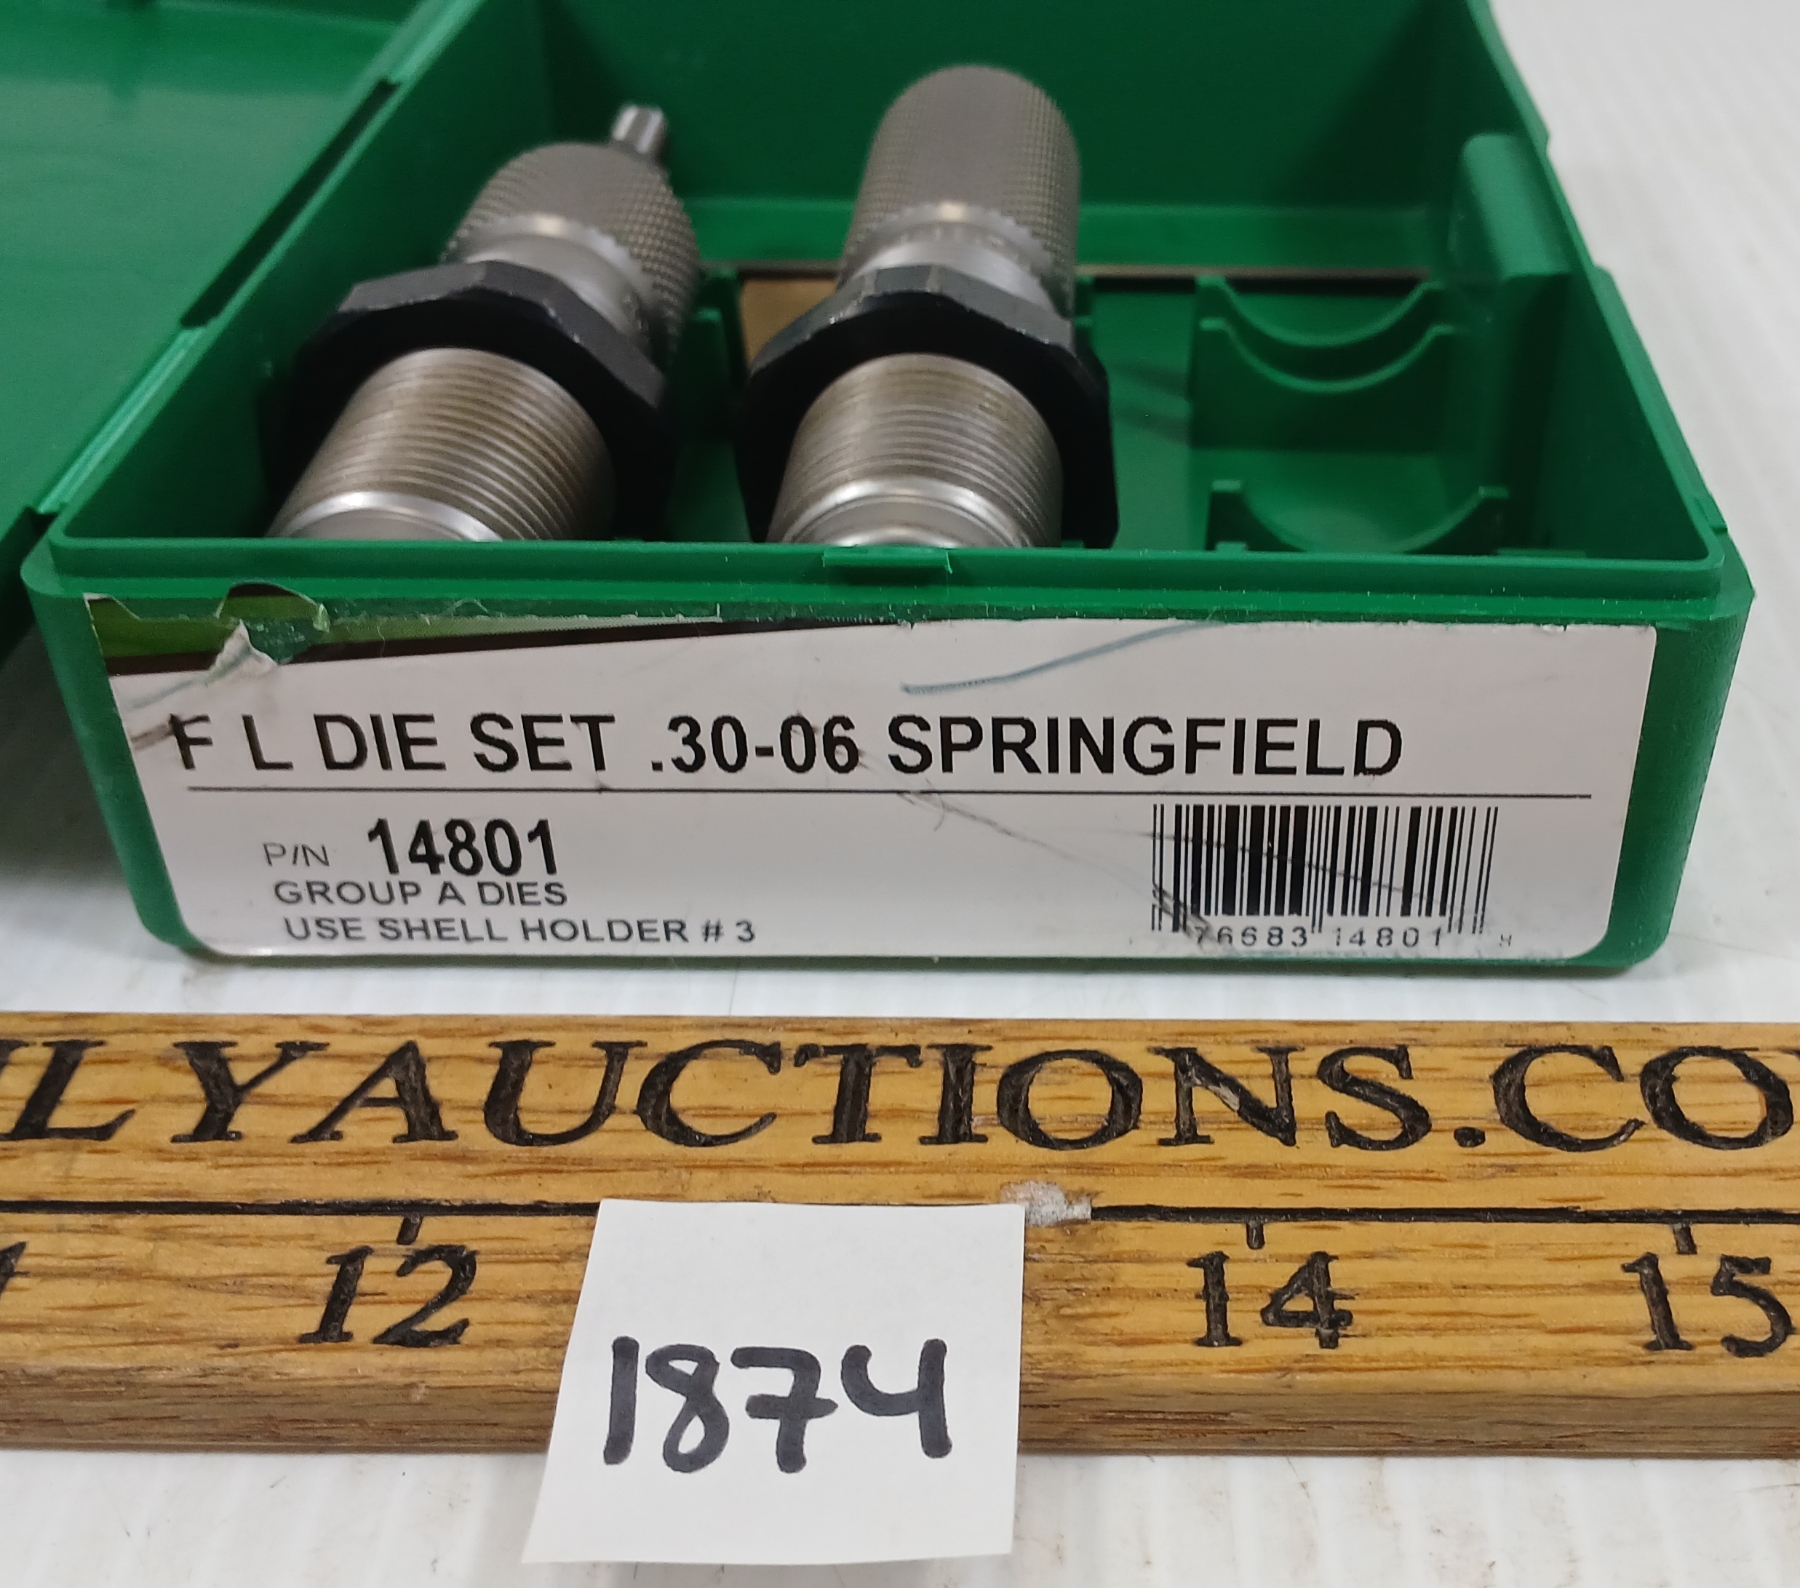 F L DIE SET .30-06 SPRINGFIELD
P/N 14801
GROUP A DIES
USE SHELL HOLDER # 3
76683 14801
LYAUCTIONS.CO
12 14 15
1874